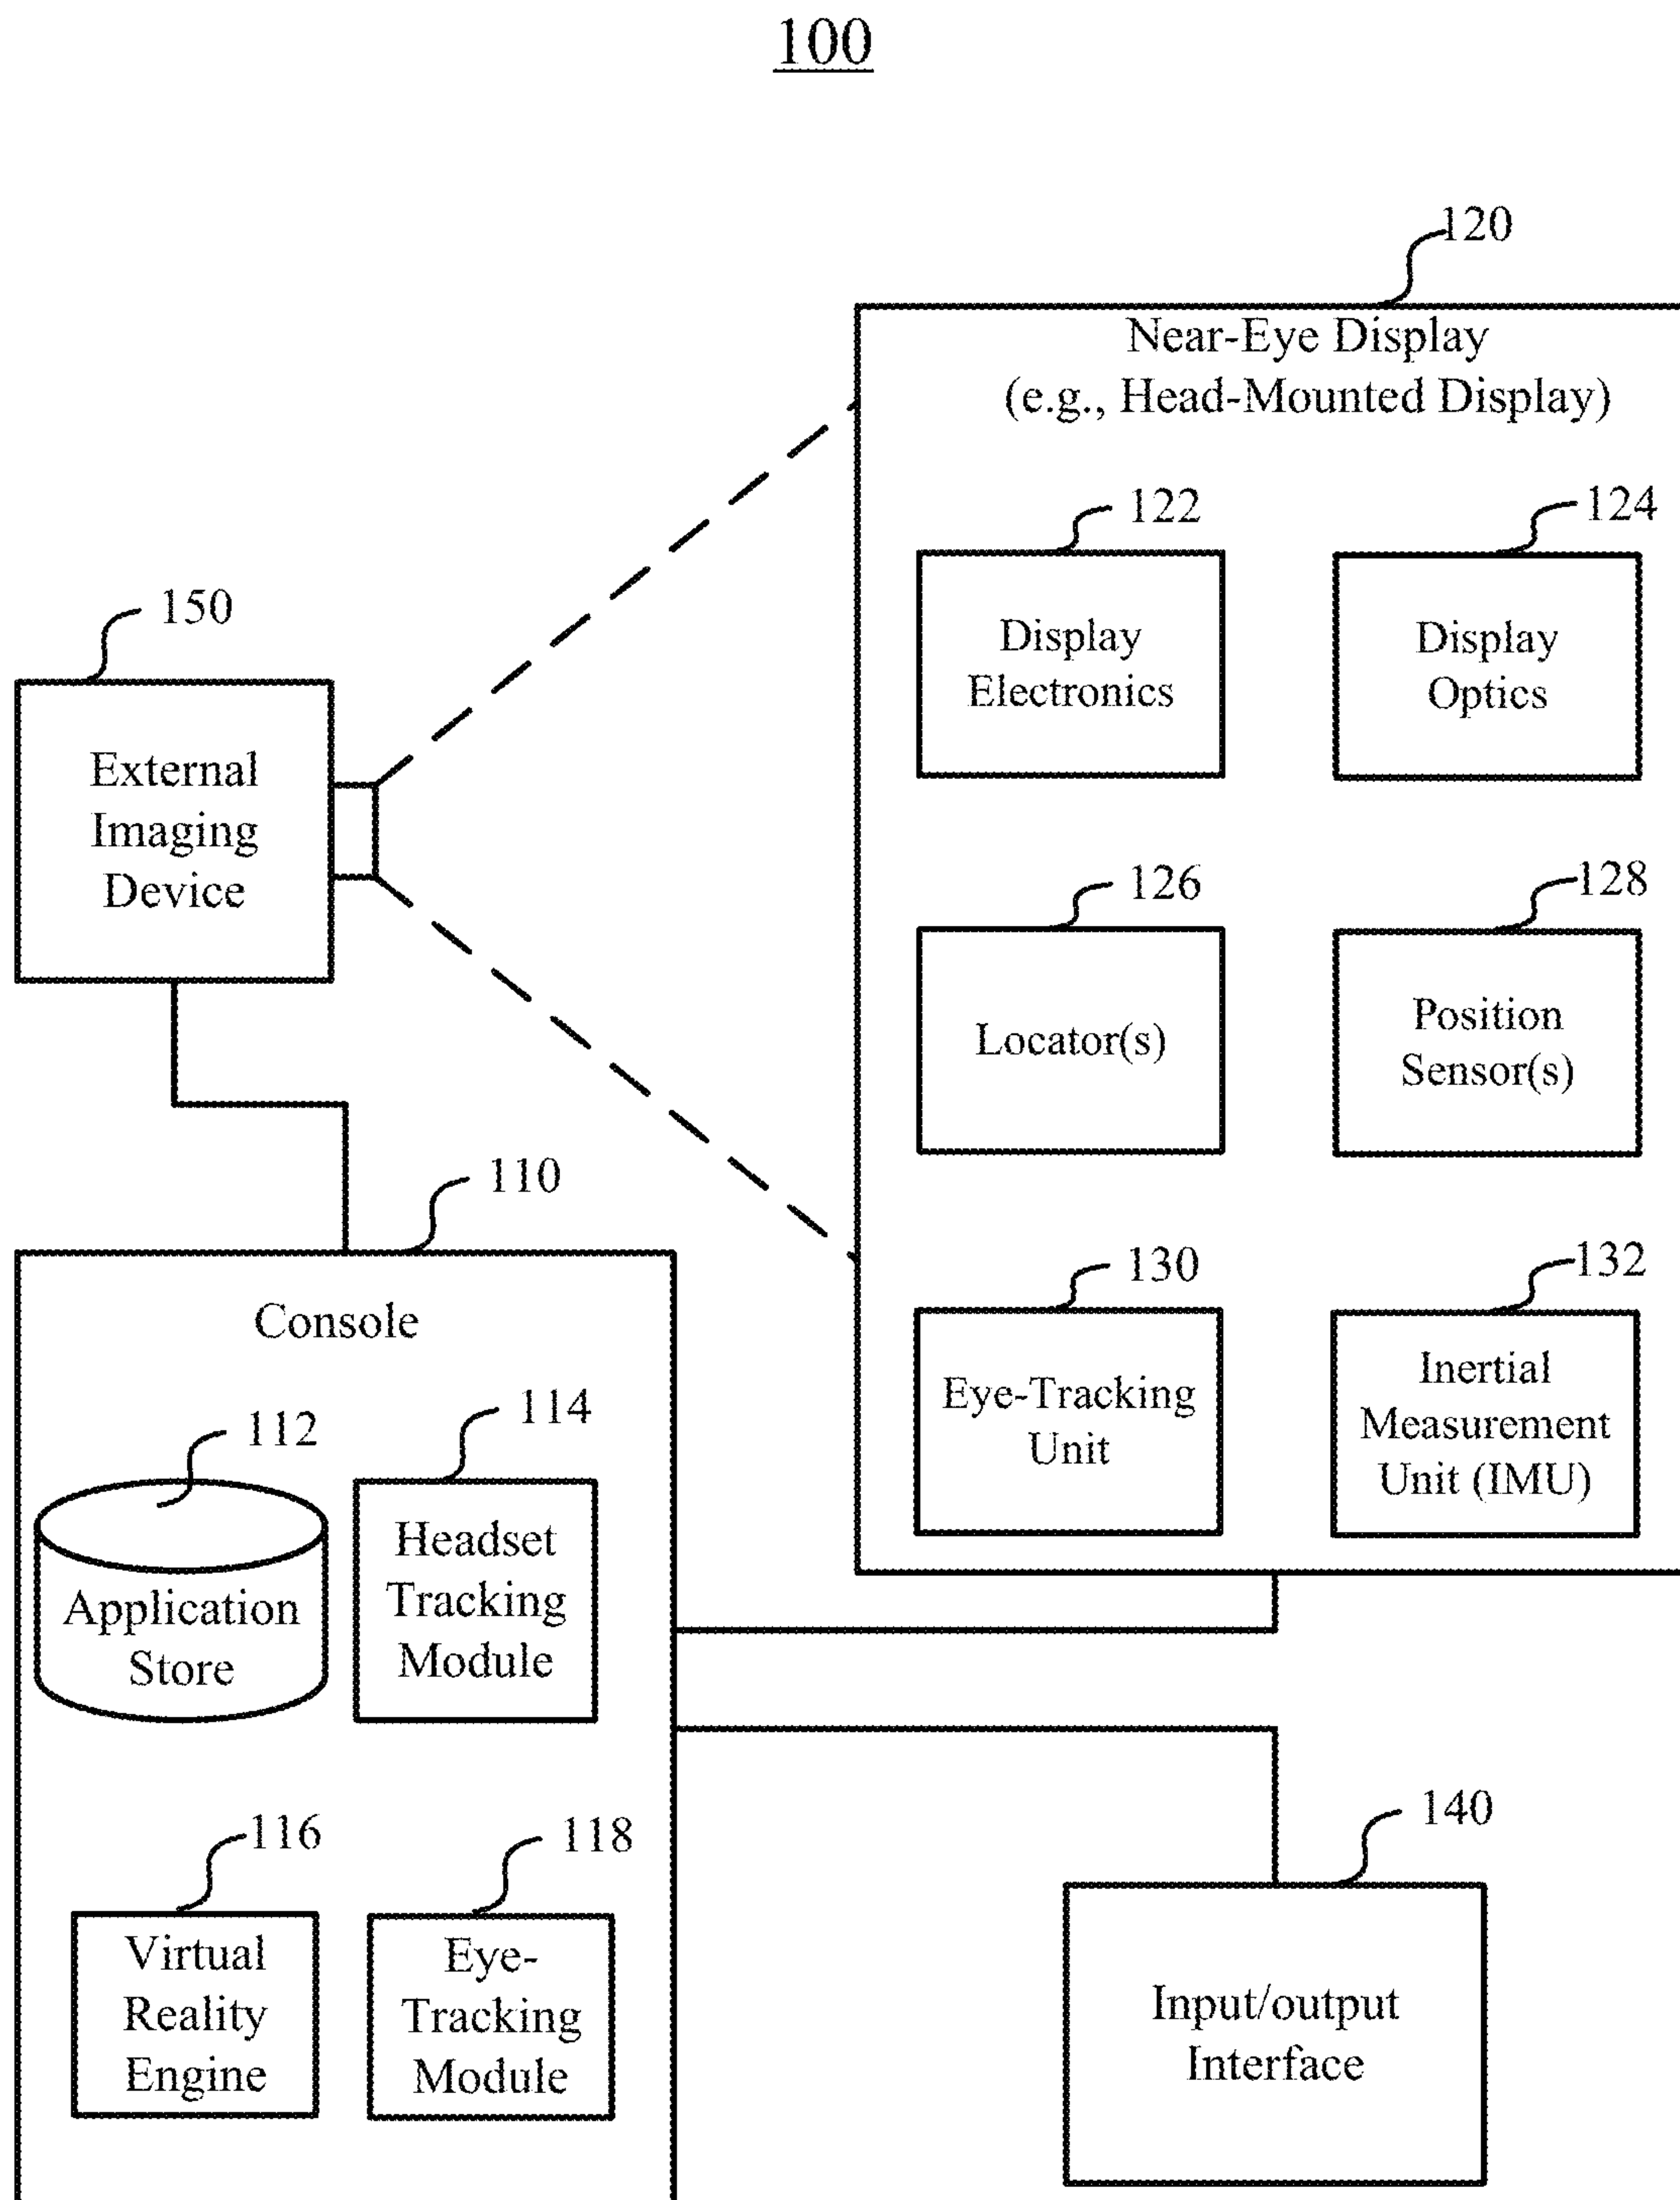 100
120
Near-Eye Display
(e.g., Head-Mounted Display)
122
Display
Electronics
124
Display
Optics
150
External
Imaging
Device
126
Locator(s)
128
Position
Sensor(s)
110
Console
130
Eye-Tracking
Unit
132
Inertial
Measurement
Unit (IMU)
112
Application
Store
114
Headset
Tracking
Module
116
Virtual
Reality
Engine
118
Eye-
Tracking
Module
140
Input/output
Interface